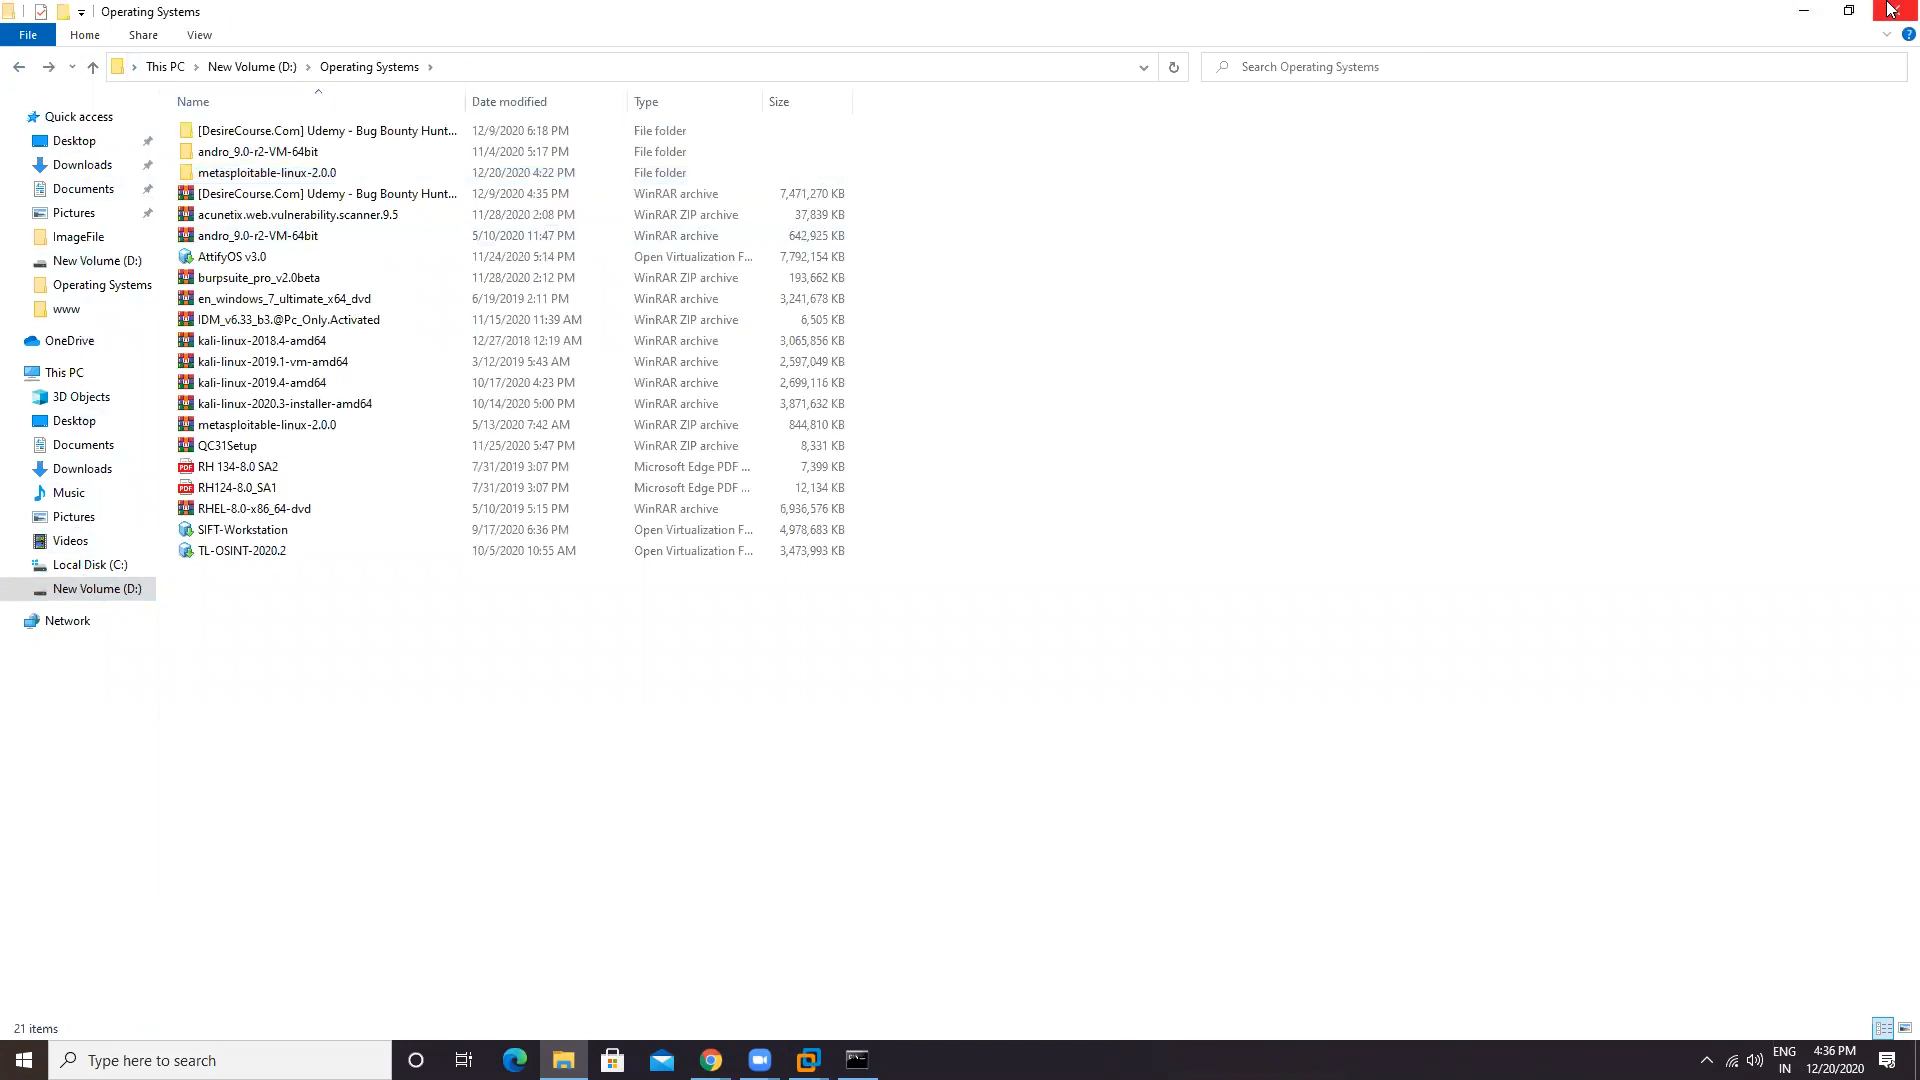 Operating Systems
File Home Share View
This PC New Volume (D:) Operating Systems
Search Operating Systems
Name Date modified Type Size
Quick access
Desktop
Downloads
Documents
Pictures
ImageFile
New Volume (D:)
Operating Systems
www
OneDrive
This PC
3D Objects
Desktop
Documents
Downloads
Music
Pictures
Videos
Local Disk (C:)
New Volume (D:)
Network
[DesireCourse.Com] Udemy - Bug Bounty Hunt... 12/9/2020 6:18 PM File folder
andro_9.0-r2-VM-64bit 11/4/2020 5:17 PM File folder
metasploitable-linux-2.0.0 12/20/2020 4:22 PM File folder
[DesireCourse.Com] Udemy - Bug Bounty Hunt... 12/9/2020 4:35 PM WinRAR archive 7,471,270 KB
acunetix.web.vulnerability.scanner.9.5 11/28/2020 2:08 PM WinRAR ZIP archive 37,839 KB
andro_9.0-r2-VM-64bit 5/10/2020 11:47 PM WinRAR archive 642,925 KB
AttifyOS v3.0 11/24/2020 5:14 PM Open Virtualization F... 7,792,154 KB
burpsuite_pro_v2.0beta 11/28/2020 2:12 PM WinRAR ZIP archive 193,662 KB
en_windows_7_ultimate_x64_dvd 6/19/2019 2:11 PM WinRAR archive 3,241,678 KB
IDM_v6.33_b3.@Pc_Only.Activated 11/15/2020 11:39 AM WinRAR ZIP archive 6,505 KB
kali-linux-2018.4-amd64 12/27/2018 12:19 AM WinRAR archive 3,065,856 KB
kali-linux-2019.1-vm-amd64 3/12/2019 5:43 AM WinRAR archive 2,597,049 KB
kali-linux-2019.4-amd64 10/17/2020 4:23 PM WinRAR archive 2,699,116 KB
kali-linux-2020.3-installer-amd64 10/14/2020 5:00 PM WinRAR archive 3,871,632 KB
metasploitable-linux-2.0.0 5/13/2020 7:42 AM WinRAR ZIP archive 844,810 KB
QC31Setup 11/25/2020 5:47 PM WinRAR ZIP archive 8,331 KB
RH 134-8.0 SA2 7/31/2019 3:07 PM Microsoft Edge PDF ... 7,399 KB
RH124-8.0_SA1 7/31/2019 3:07 PM Microsoft Edge PDF ... 12,134 KB
RHEL-8.0-x86_64-dvd 5/10/2019 5:15 PM WinRAR archive 6,936,576 KB
SIFT-Workstation 9/17/2020 6:36 PM Open Virtualization F... 4,978,683 KB
TL-OSINT-2020.2 10/5/2020 10:55 AM Open Virtualization F... 3,473,993 KB
21 items
Type here to search
ENG 4:36 PM
IN 12/20/2020